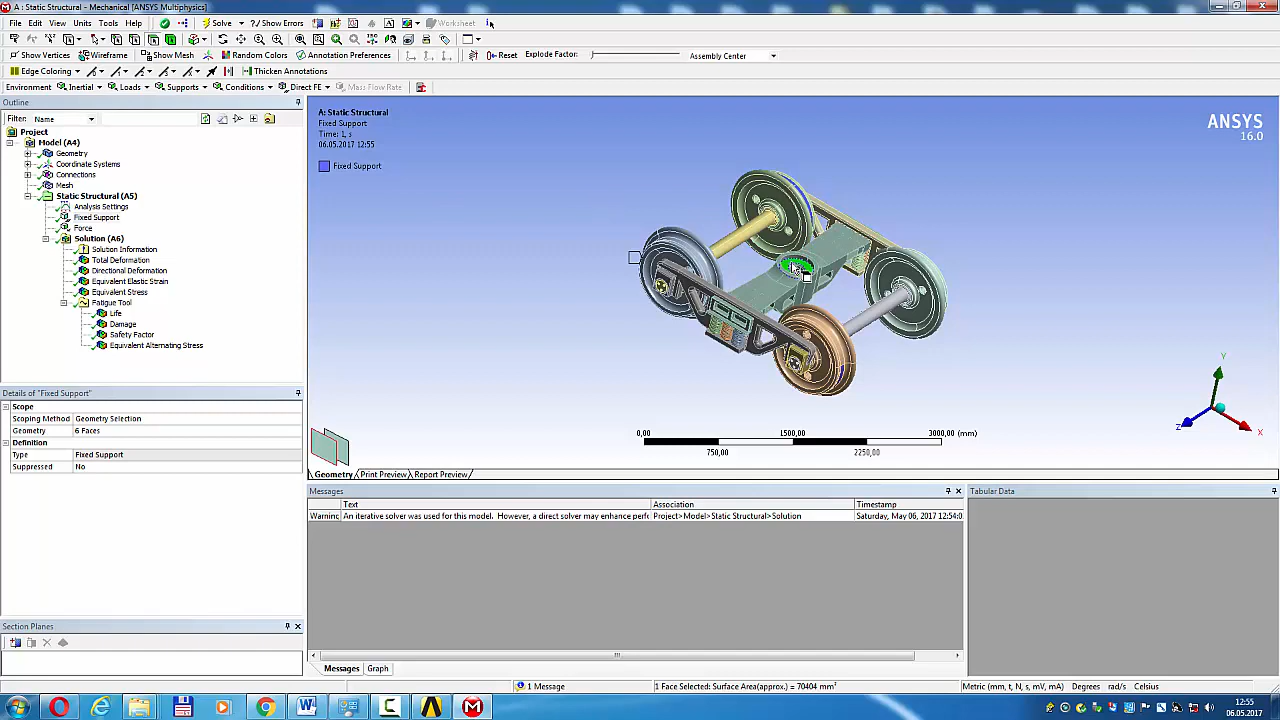 A : Static Structural - Mechanical [ANSYS Multiphysics]
File Edit View Units Tools Help Solve Show Errors Worksheet
Show Vertices Wireframe Show Mesh Random Colors Annotation Preferences Reset Explode Factor: Assembly Center
Edge Coloring Thicken Annotations
Environment Inertial Loads Supports Conditions Direct FE Mass Flow Rate
Outline
Filter: Name
Project
Model (A4)
Geometry
Coordinate Systems
Connections
Mesh
Static Structural (A5)
Analysis Settings
Fixed Support
Force
Solution (A6)
Solution Information
Total Deformation
Directional Deformation
Equivalent Elastic Strain
Equivalent Stress
Fatigue Tool
Life
Damage
Safety Factor
Equivalent Alternating Stress
Details of "Fixed Support"
Scope
Scoping Method Geometry Selection
Geometry 6 Faces
Definition
Type Fixed Support
Suppressed No
Section Planes
A: Static Structural
Fixed Support
Time: 1, s
06.05.2017 12:55
Fixed Support
ANSYS
16.0
0,00 1500,00 3000,00 (mm)
750,00 2250,00
Y
Z
X
Geometry Print Preview Report Preview
Messages
Text Association Timestamp
Warning An iterative solver was used for this model. However, a direct solver may enhance perfo Project>Model>Static Structural>Solution Saturday, May 06, 2017 12:54:0
Messages Graph
Tabular Data
1 Message 1 Face Selected: Surface Area(approx.) = 70404 mm² Metric (mm, t, N, s, mV, mA) Degrees rad/s Celsius
12:55
06.05.2017